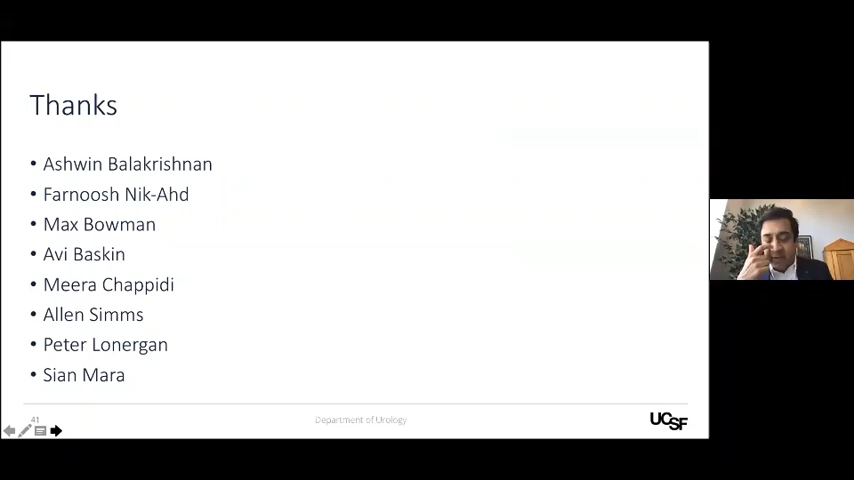 Thanks
• Ashwin Balakrishnan
• Farnoosh Nik-Ahd
• Max Bowman
• Avi Baskin
• Meera Chappidi
• Allen Simms
• Peter Lonergan
• Sian Mara
41
Department of Urology
UCSF